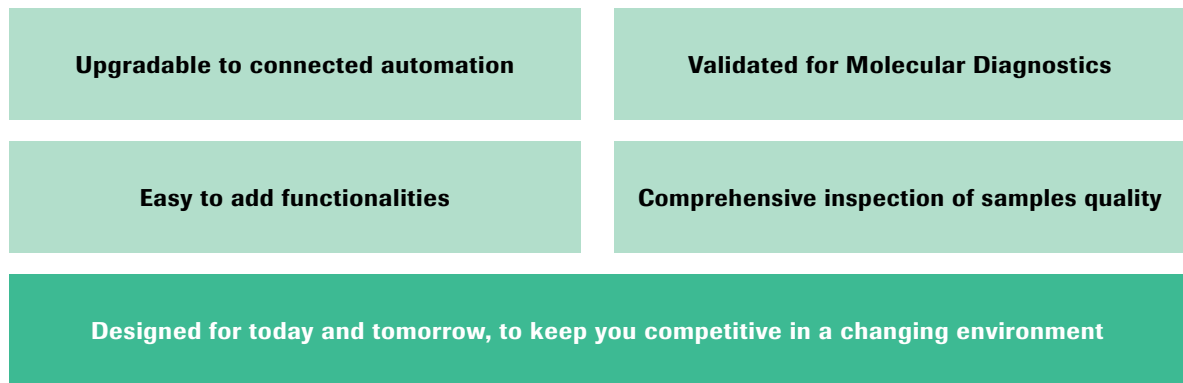 Upgradable to connected automation
Validated for Molecular Diagnostics
Easy to add functionalities
Comprehensive inspection of samples quality
Designed for today and tomorrow, to keep you competitive in a changing environment